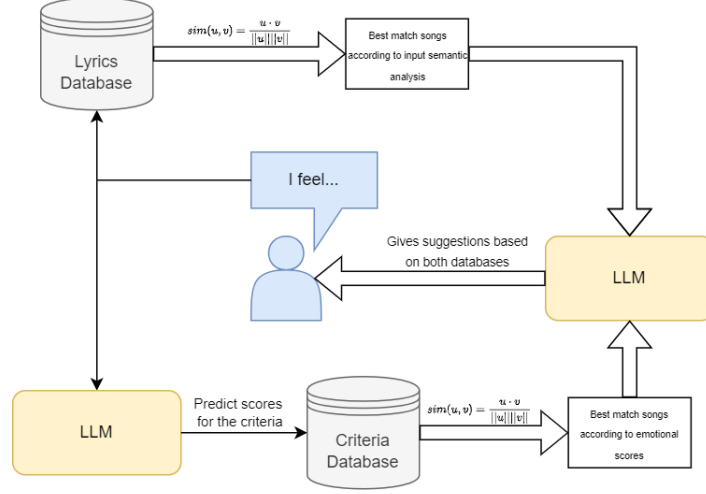 Lyrics
Database
sim(u, v) = u · v / ||u||||v||
Best match songs
according to input semantic
analysis
I feel...
Gives suggestions based
on both databases
LLM
LLM
Predict scores
for the criteria
Criteria
Database
sim(u, v) = u · v / ||u||||v||
Best match songs
according to emotional
scores